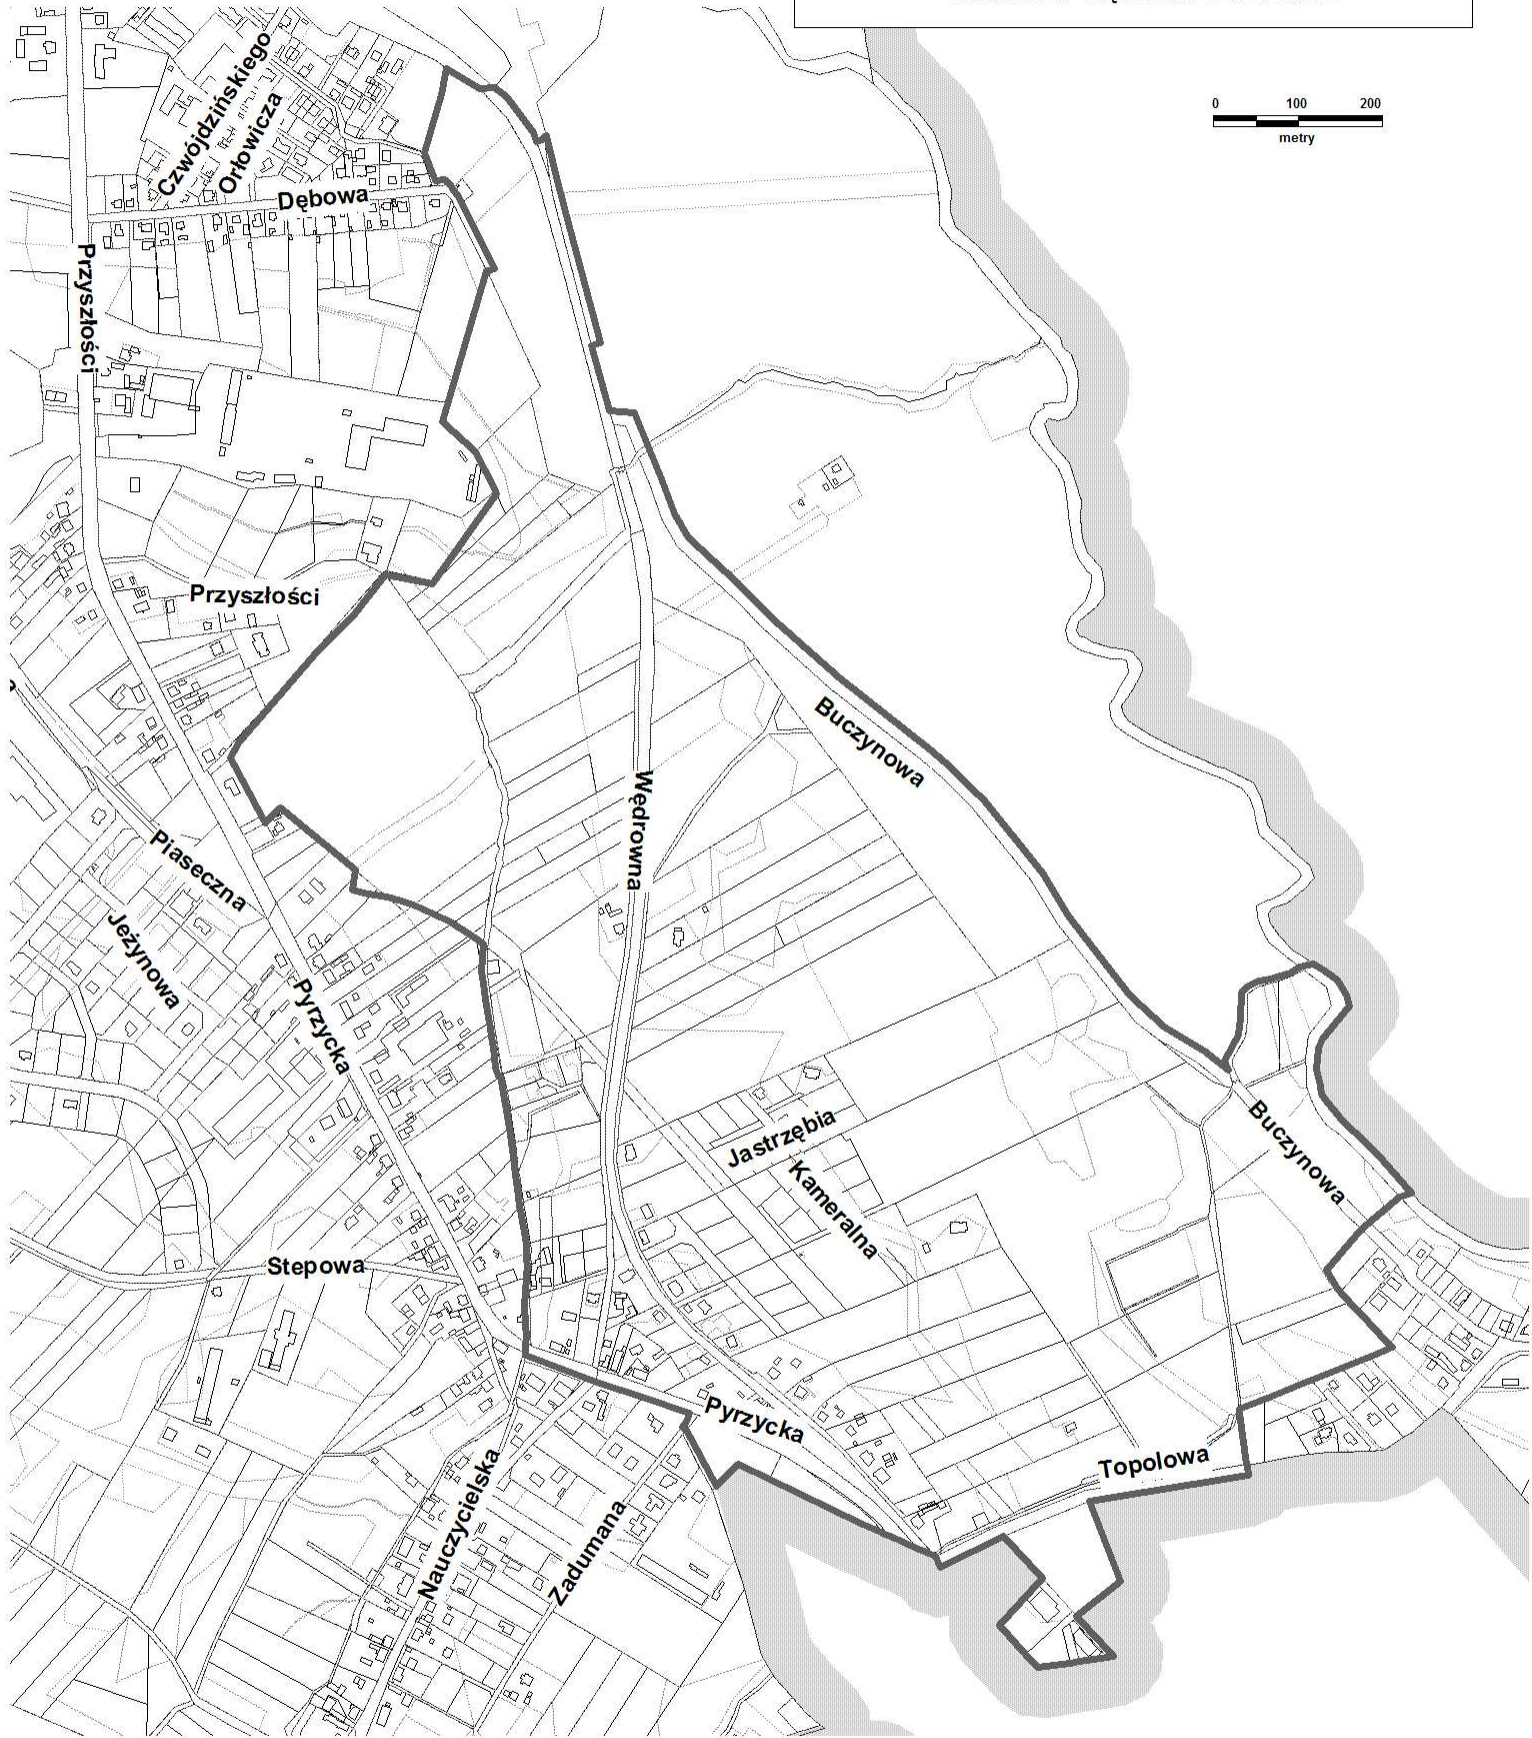 0 100 200
metry
Czwójdzińskiego
Orłowicza
Dębowa
Przyszłości
Przyszłości
Buczynowa
Wędrowna
Piaseczna
Jeżynowa
Pyrzycka
Jastrzębia
Kameralna
Buczynowa
Stepowa
Pyrzycka
Topolowa
Nauczycielska
Zadumana